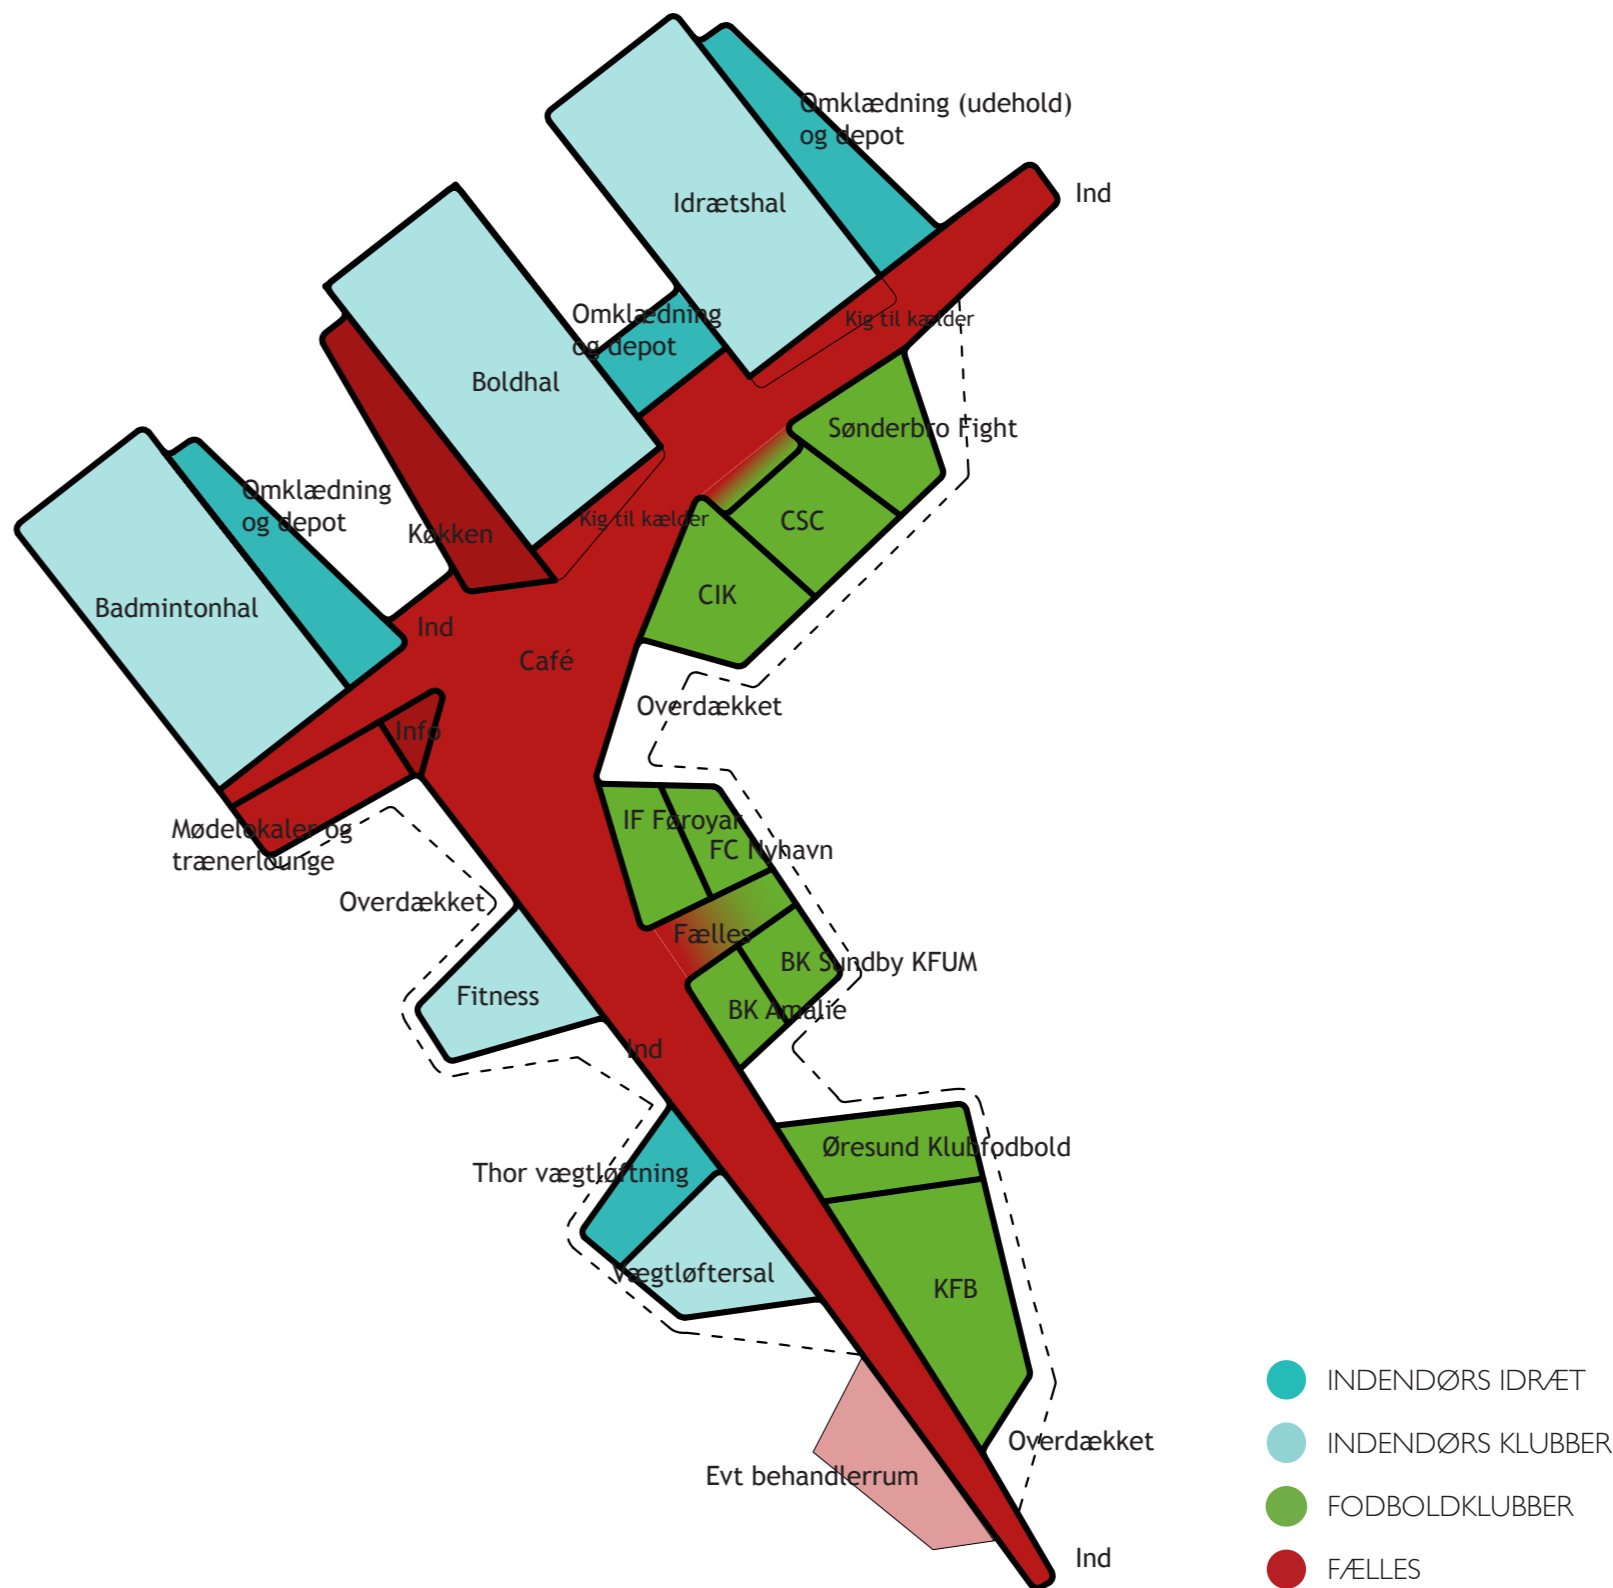 Omklædning (udehold)
og depot
Ind
Idrætshal
Omklædning
og depot
Kig til kælder
Boldhal
Sønderbro Fight
Omklædning
og depot
Køkken
Kig til kælder
CSC
CIK
Badmintonhal
Ind
Café
Overdækket
Info
Mødelokaler og
trænerlounge
IF Føroyar
FC Nyhavn
Overdækket
Fælles
BK Sundby KFUM
Fitness
BK Amalie
Ind
Øresund Klubfodbold
Thor vægtløftning
Vægtløftersal
KFB
Overdækket
Evt behandlerrum
Ind
INDENDØRS IDRÆT
INDENDØRS KLUBBER
FODBOLDKLUBBER
FÆLLES